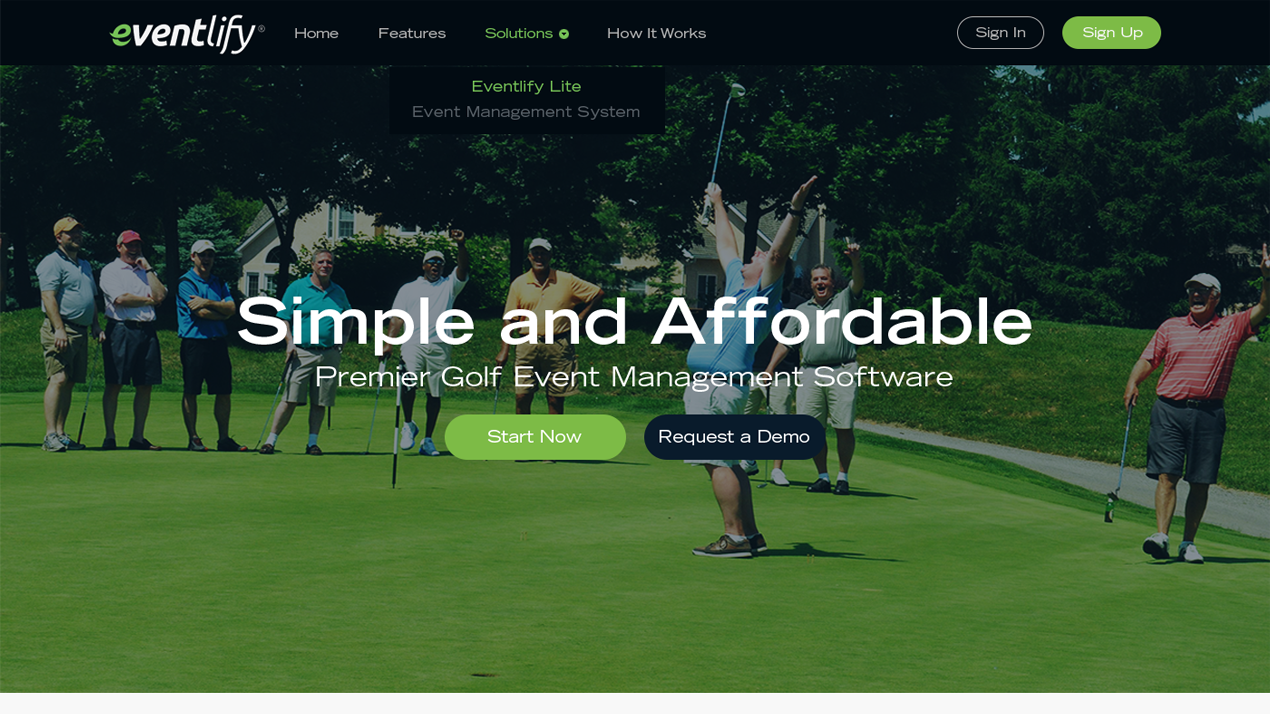 eventlify®
Home
Features
Solutions
How It Works
Sign In
Sign Up
Eventlify Lite
Event Management System
Simple and Affordable
Premier Golf Event Management Software
Start Now
Request a Demo